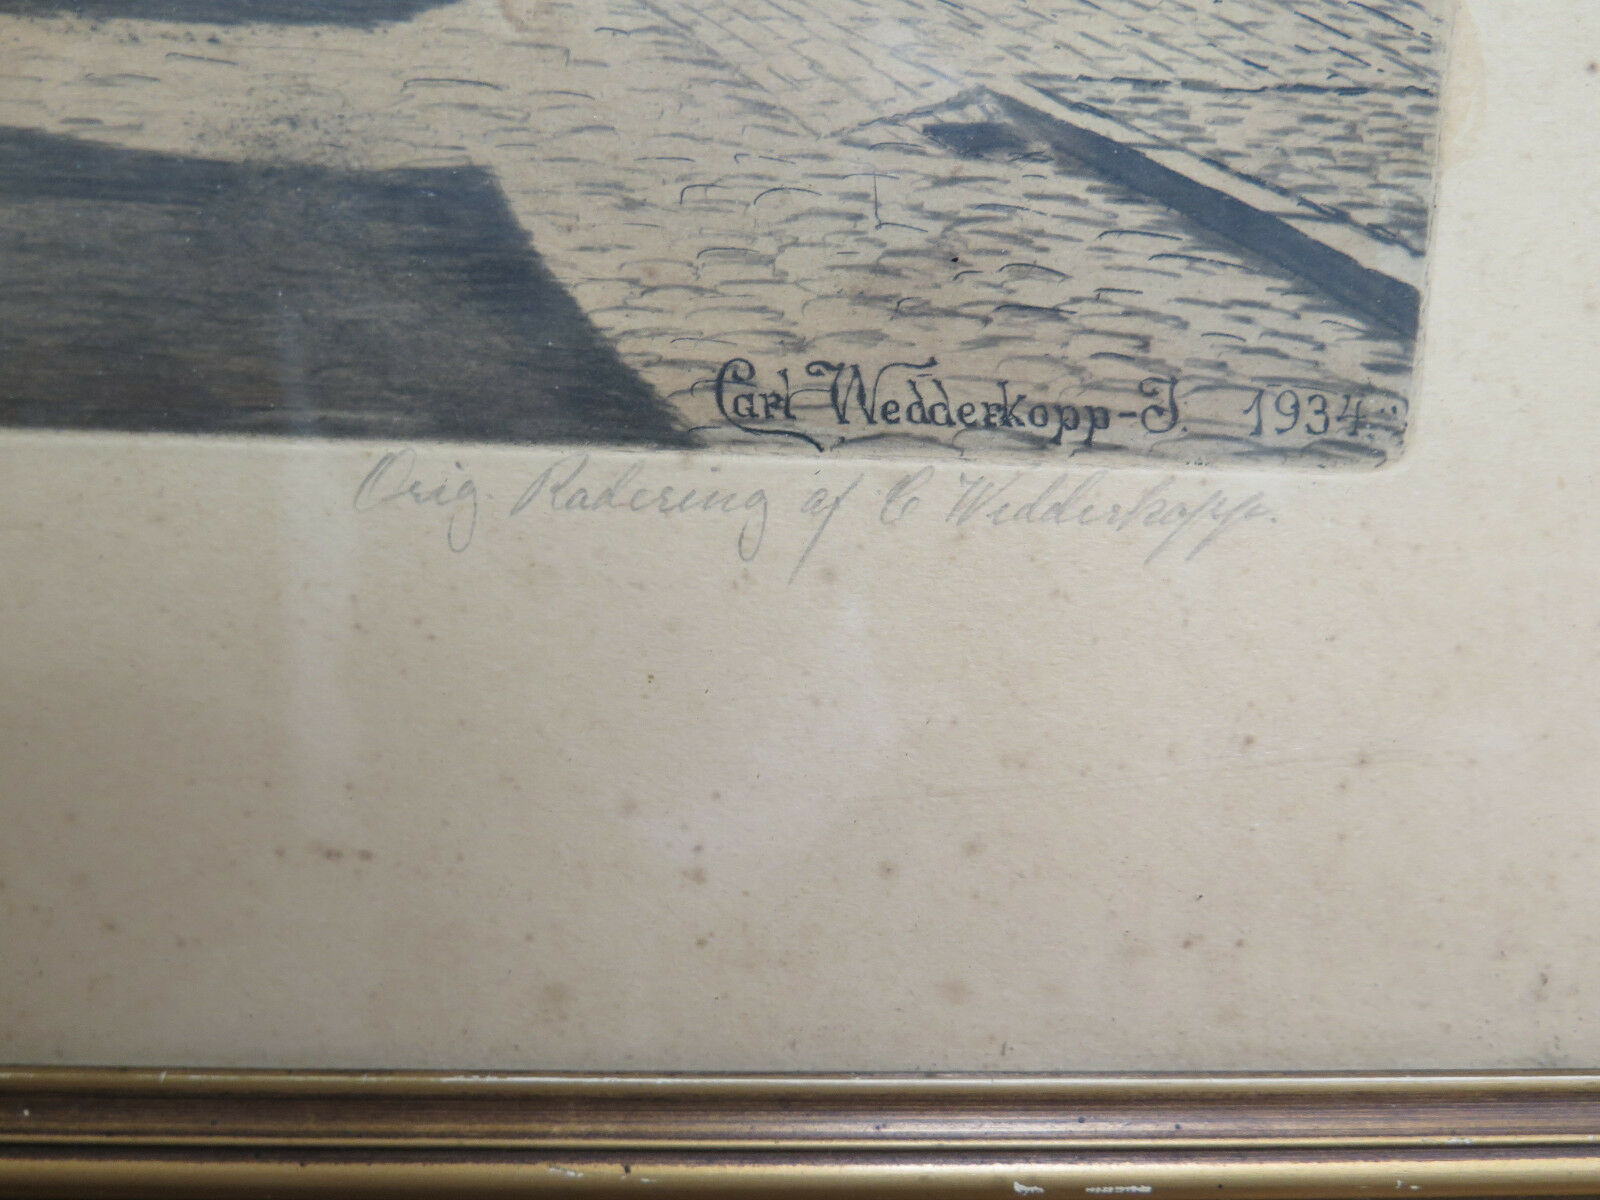 Carl Wedderkopp-J. 1934
Orig. Radering af C Wedderkopp.